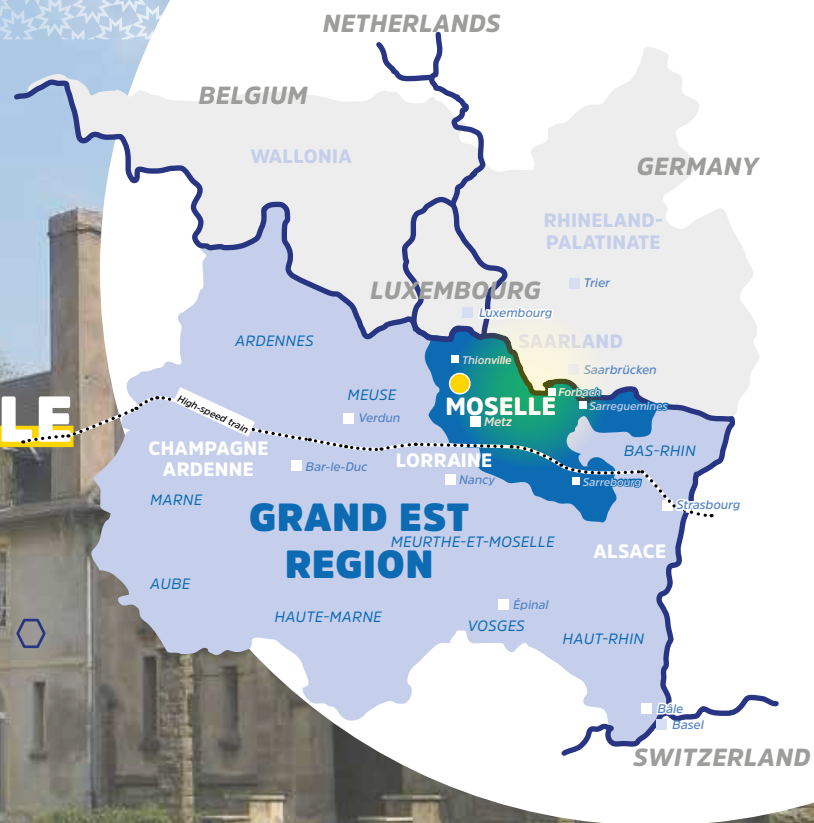 NETHERLANDS
BELGIUM
WALLONIA
GERMANY
RHINELAND-
PALATINATE
Trier
LUXEMBOURG
Luxembourg
SAARLAND
ARDENNES
Thionville
Saarbrücken
MEUSE
Forbach
MOSELLE
Sarreguemines
High-speed train
Verdun
Metz
LE
CHAMPAGNE
ARDENNE
LORRAINE
BAS-RHIN
Bar-le-Duc
Nancy
Sarrebourg
MARNE
Strasbourg
GRAND EST
REGION
MEURTHE-ET-MOSELLE
ALSACE
AUBE
Épinal
HAUTE-MARNE
VOSGES
HAUT-RHIN
Bâle
Basel
SWITZERLAND